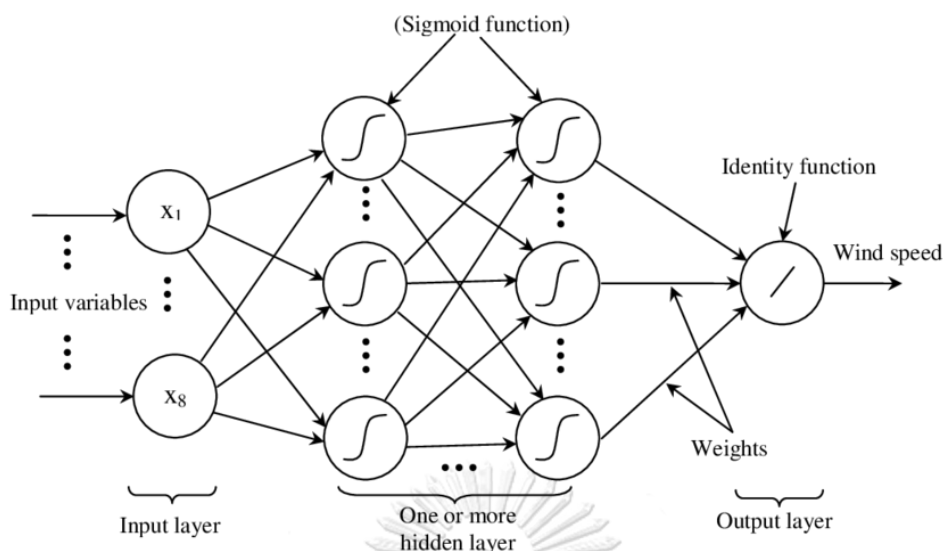 (Sigmoid function)
Identity function
x₁
Wind speed
Input variables
x₈
Weights
Input layer
One or more
hidden layer
Output layer